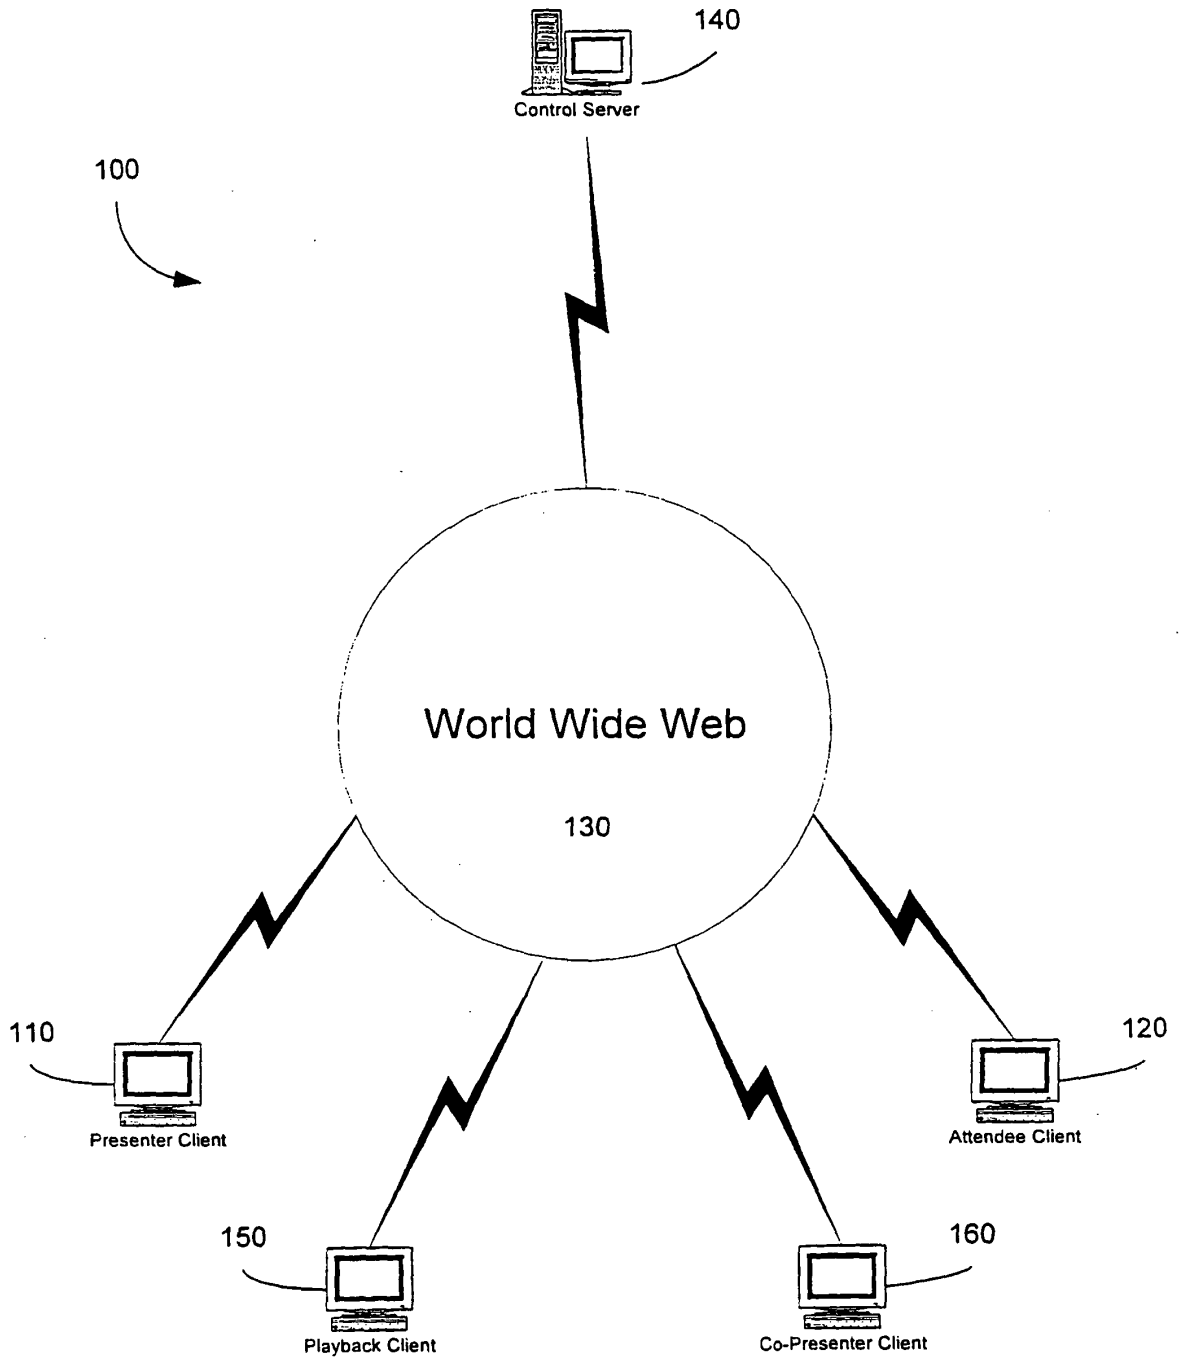 140
Control Server
100
World Wide Web
130
110
Presenter Client
120
Attendee Client
150
Playback Client
160
Co-Presenter Client